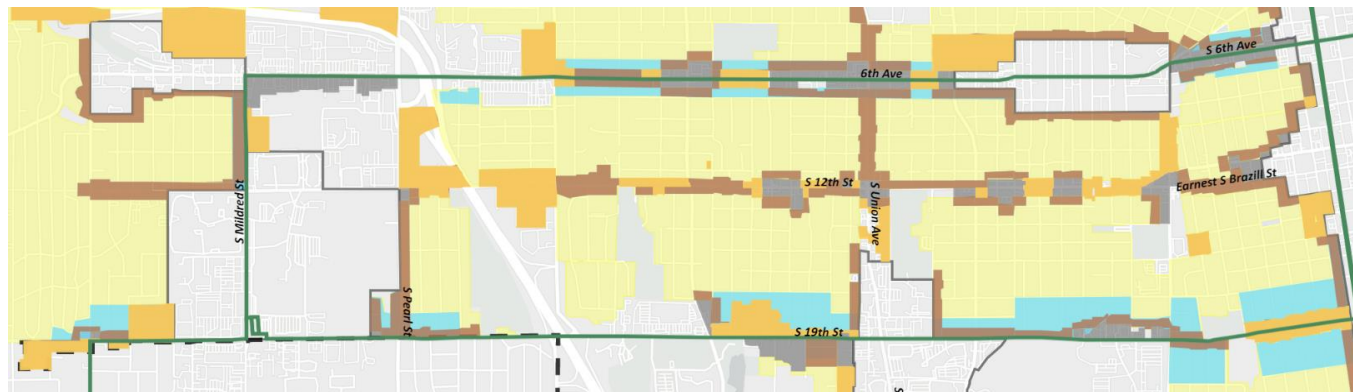 S 6th Ave
6th Ave
S 12th St
Earnest S Brazill St
S Mildred St
S Union Ave
S Pearl St
S 19th St
S